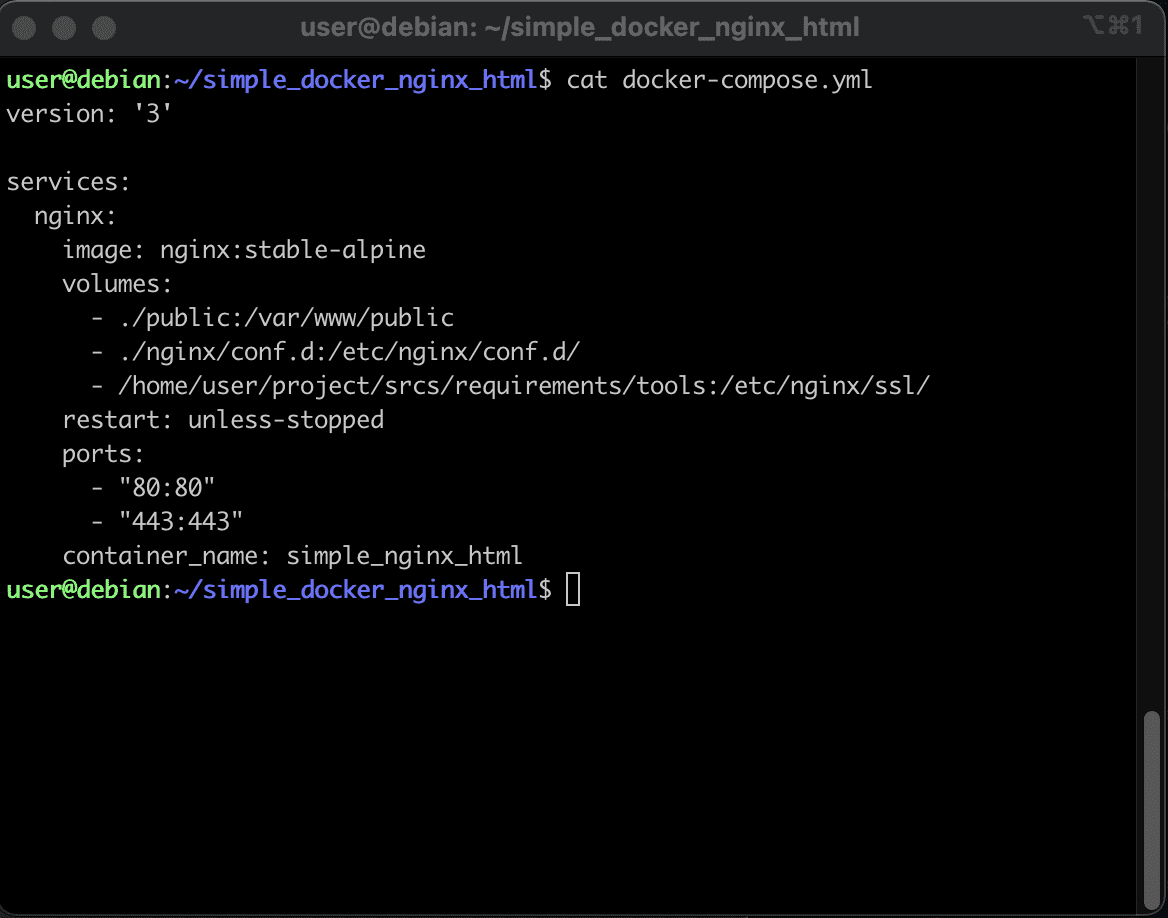 user@debian: ~/simple_docker_nginx_html ⌥⌘1
user@debian:~/simple_docker_nginx_html$ cat docker-compose.yml
version: '3'

services:
  nginx:
    image: nginx:stable-alpine
    volumes:
      - ./public:/var/www/public
      - ./nginx/conf.d:/etc/nginx/conf.d/
      - /home/user/project/srcs/requirements/tools:/etc/nginx/ssl/
    restart: unless-stopped
    ports:
      - "80:80"
      - "443:443"
    container_name: simple_nginx_html
user@debian:~/simple_docker_nginx_html$